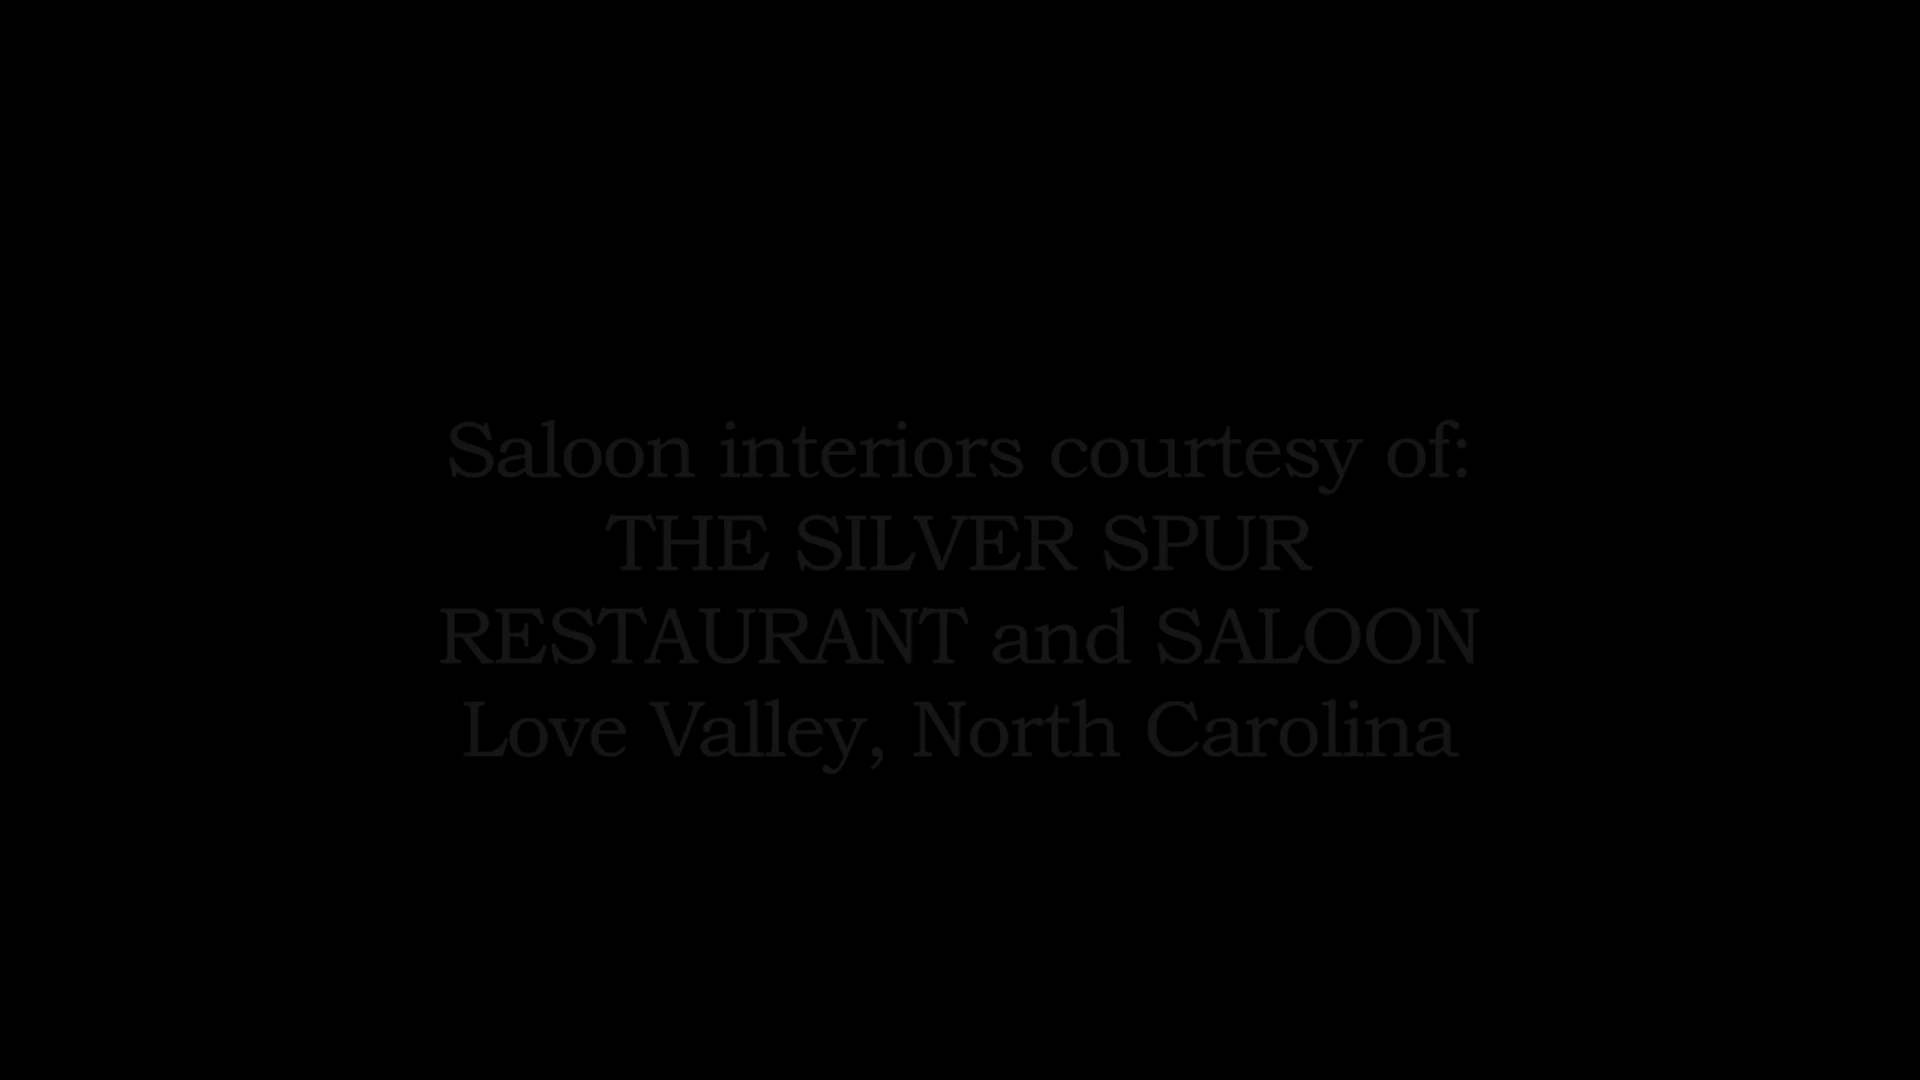 Saloon interiors courtesy of:
THE SILVER SPUR
RESTAURANT and SALOON
Love Valley, North Carolina